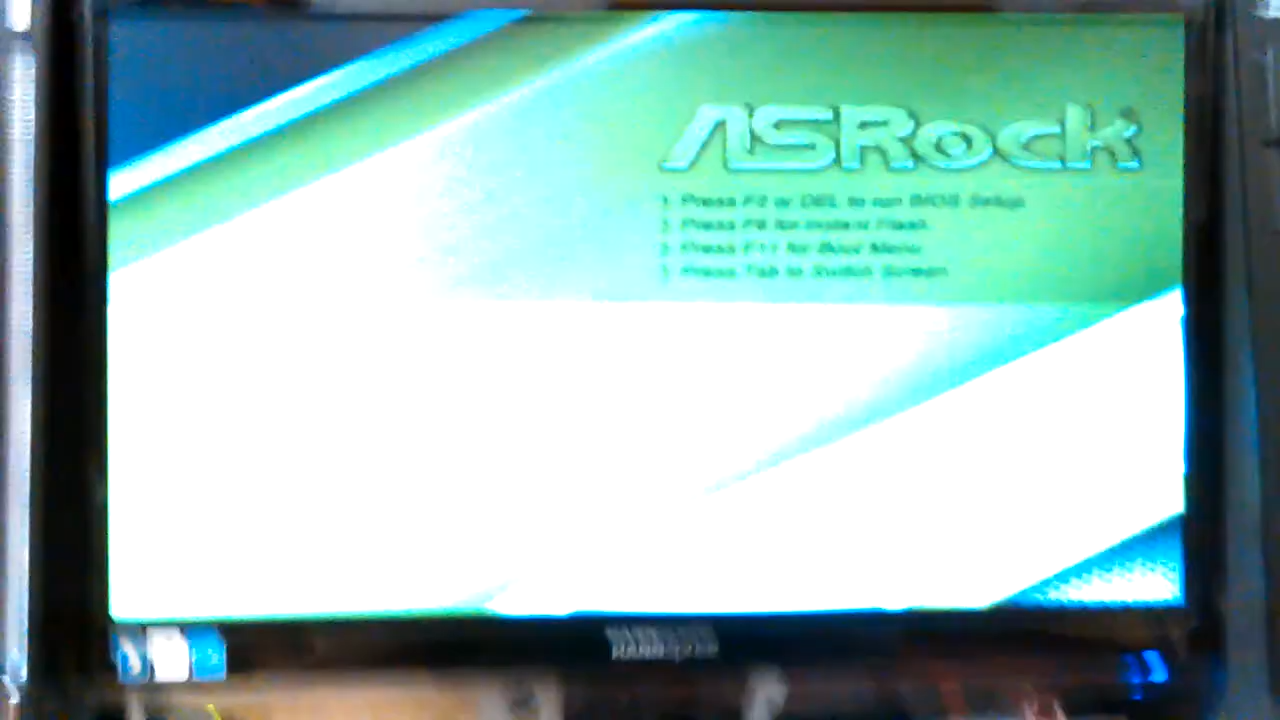 ASRock
Press F2 or DEL to run BIOS Setup
Press F6 for Instant Flash
Press F11 for Boot Menu
Press Tab to Switch Screen